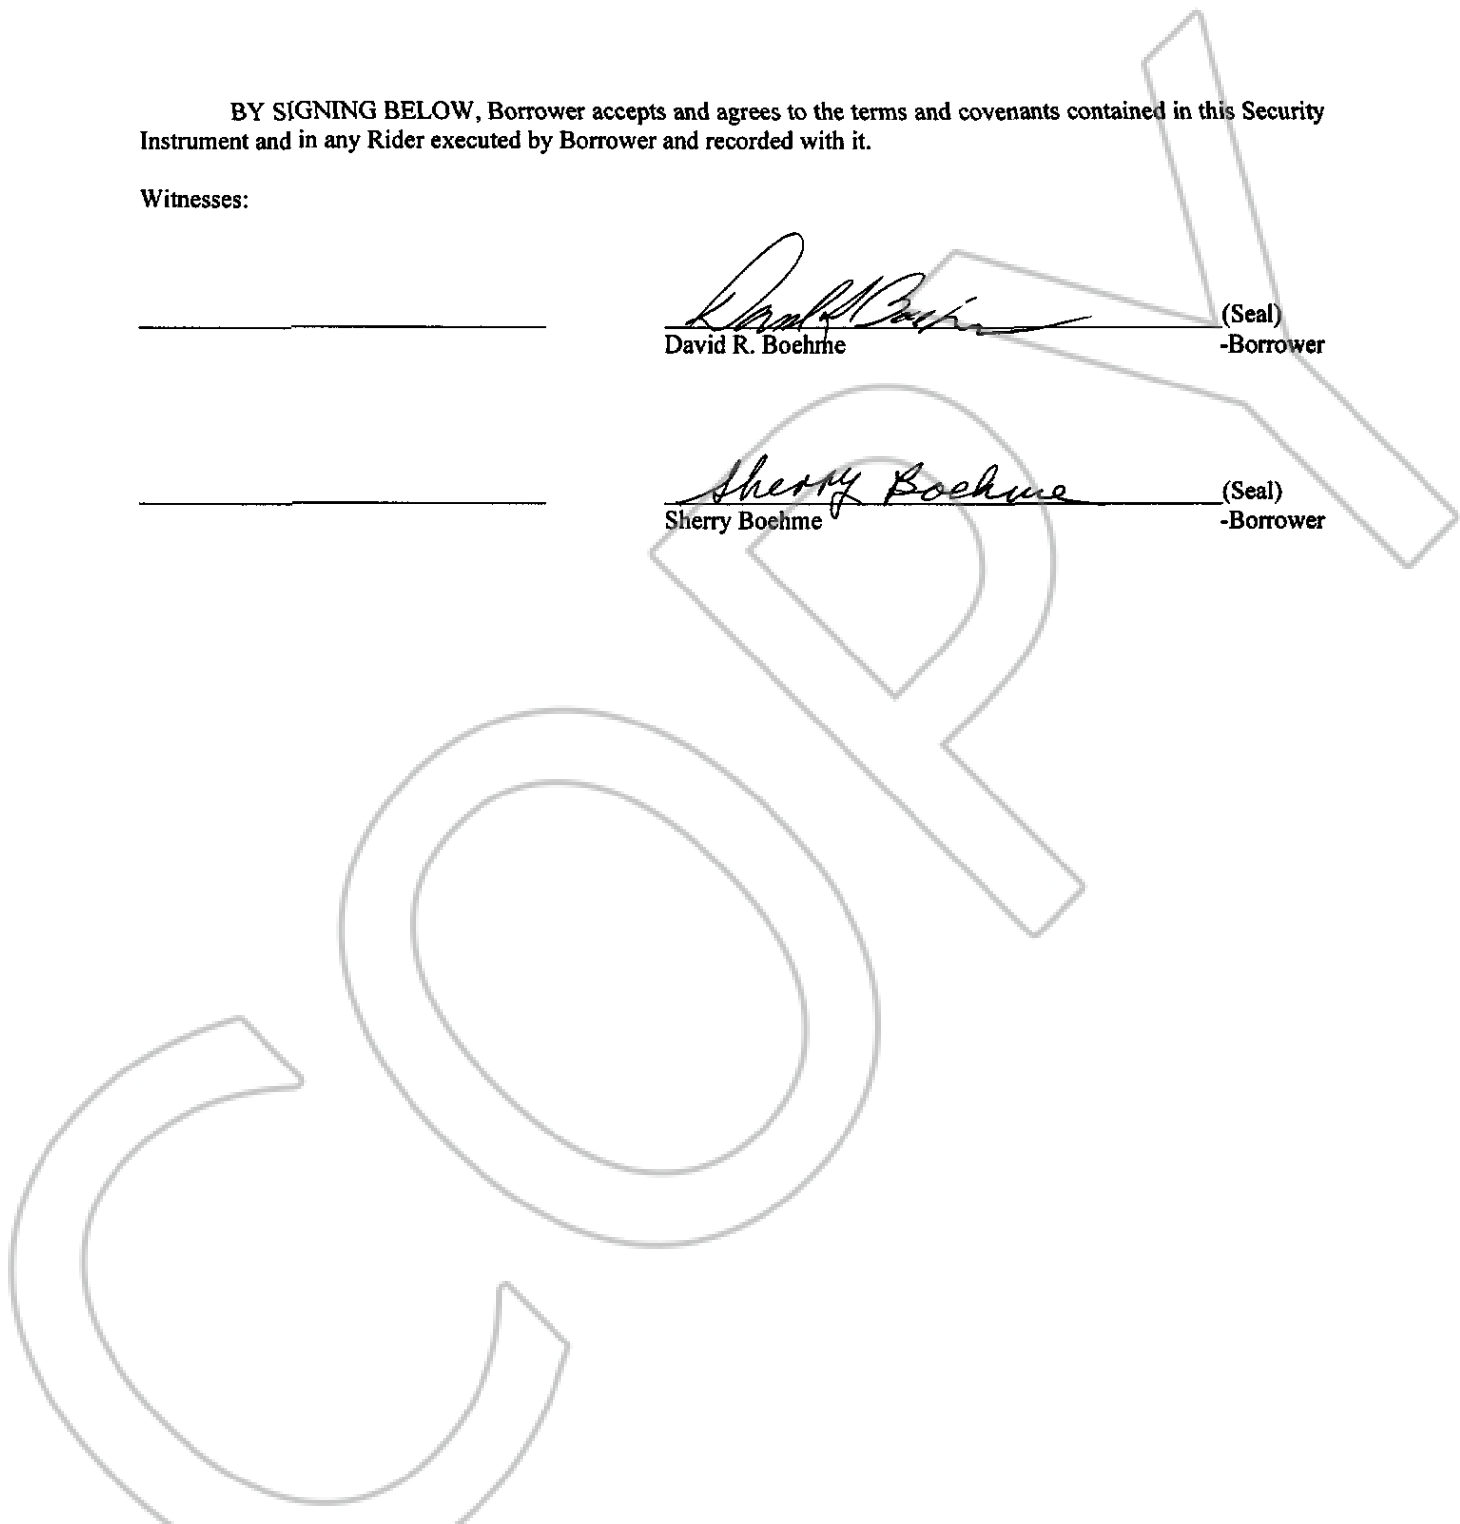 BY SIGNING BELOW, Borrower accepts and agrees to the terms and covenants contained in this Security
Instrument and in any Rider executed by Borrower and recorded with it.
Witnesses:
(Seal)
David R. Boehme -Borrower
Sherry Boehme (Seal)
Sherry Boehme -Borrower
COPY